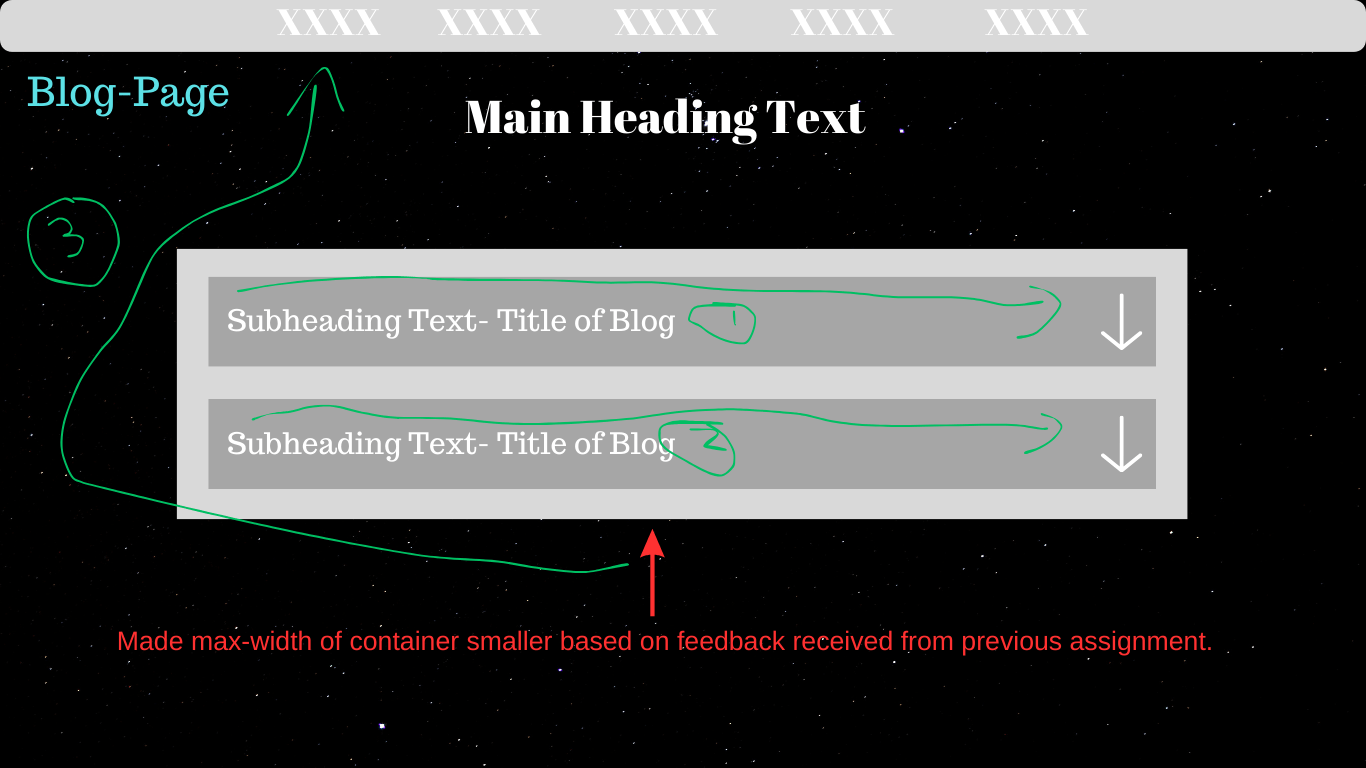 XXXX XXXX XXXX XXXX XXXX
Blog-Page
Main Heading Text
3
Subheading Text- Title of Blog 1
Subheading Text- Title of Blog 2
Made max-width of container smaller based on feedback received from previous assignment.